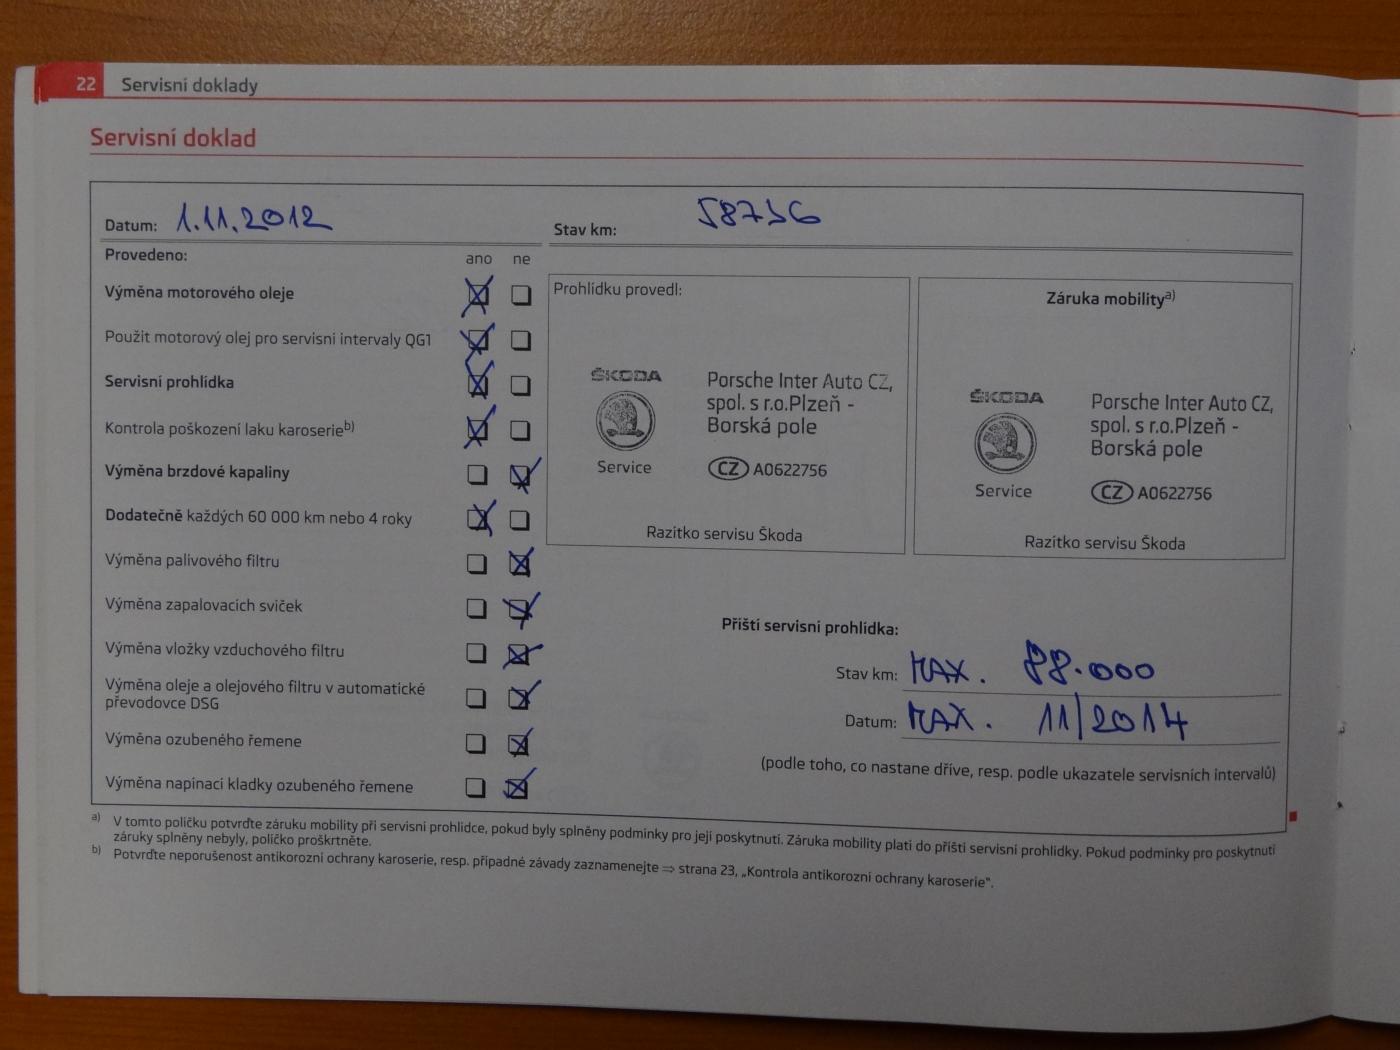 22 Servisní doklady
Servisní doklad
Datum: 1.11.2012
Stav km: 58736
Provedeno: ano ne
Výměna motorového oleje
Použit motorový olej pro servisní intervaly QG1
Servisní prohlídka
Kontrola poškození laku karoserie b)
Výměna brzdové kapaliny
Dodatečně každých 60 000 km nebo 4 roky
Výměna palivového filtru
Výměna zapalovacích svíček
Výměna vložky vzduchového filtru
Výměna oleje a olejového filtru v automatické
převodovce DSG
Výměna ozubeného řemene
Výměna napínací kladky ozubeného řemene
Prohlídku provedl:
ŠKODA
Service
Porsche Inter Auto CZ,
spol. s r.o.Plzeň -
Borská pole
CZ A0622756
Razítko servisu Škoda
Záruka mobility a)
ŠKODA
Service
Porsche Inter Auto CZ,
spol. s r.o.Plzeň -
Borská pole
CZ A0622756
Razítko servisu Škoda
Příští servisní prohlídka:
Stav km: MAX. 88.000
Datum: MAX. 11/2014
(podle toho, co nastane dříve, resp. podle ukazatele servisních intervalů)
a) V tomto políčku potvrďte záruku mobility při servisní prohlídce, pokud byly splněny podmínky pro její poskytnutí. Záruka mobility platí do příští servisní prohlídky. Pokud podmínky pro poskytnutí
záruky splněny nebyly, políčko proškrtněte.
b) Potvrďte neporušenost antikorozní ochrany karoserie, resp. případné závady zaznamenejte ⇒ strana 23, „Kontrola antikorozní ochrany karoserie“.